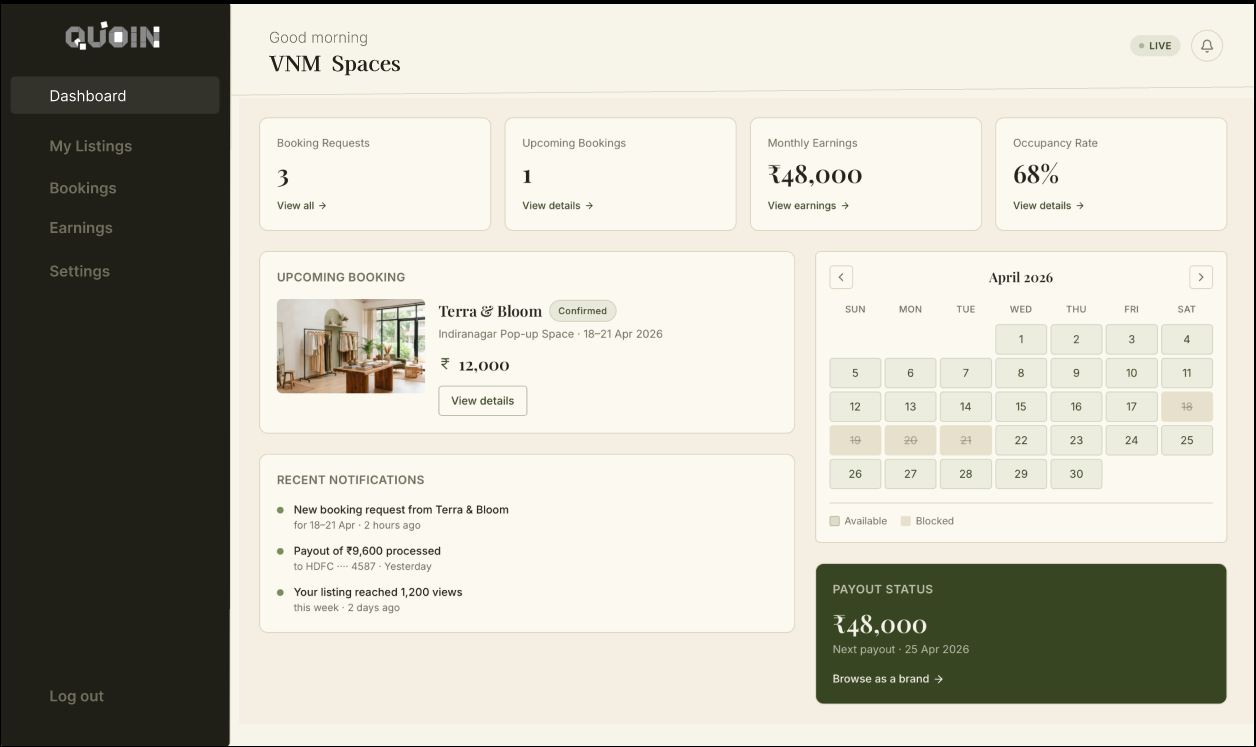 QUOIN
Dashboard
My Listings
Bookings
Earnings
Settings
Log out
Good morning
VNM Spaces
LIVE
Booking Requests
3
View all →
Upcoming Bookings
1
View details →
Monthly Earnings
₹48,000
View earnings →
Occupancy Rate
68%
View details →
UPCOMING BOOKING
Terra & Bloom Confirmed
Indiranagar Pop-up Space · 18–21 Apr 2026
₹ 12,000
View details
RECENT NOTIFICATIONS
New booking request from Terra & Bloom
for 18–21 Apr · 2 hours ago
Payout of ₹9,600 processed
to HDFC ···· 4587 · Yesterday
Your listing reached 1,200 views
this week · 2 days ago
April 2026
SUN MON TUE WED THU FRI SAT
1 2 3 4
5 6 7 8 9 10 11
12 13 14 15 16 17 18
19 20 21 22 23 24 25
26 27 28 29 30
Available Blocked
PAYOUT STATUS
₹48,000
Next payout · 25 Apr 2026
Browse as a brand →